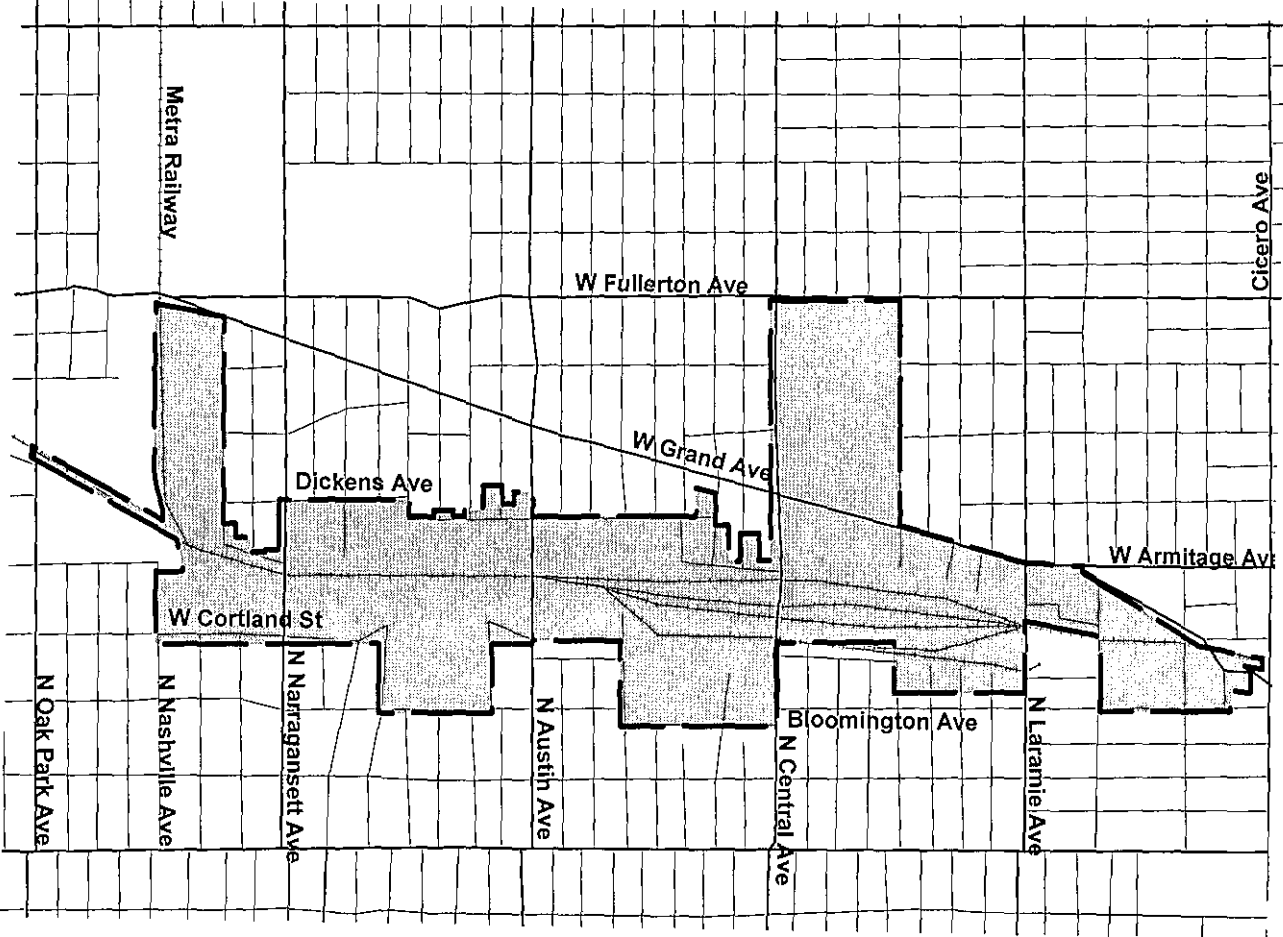 Metra Railway
Cicero Ave
W Fullerton Ave
W Grand Ave
Dickens Ave
W Armitage Ave
W Cortland St
N Oak Park Ave
N Nashville Ave
N Narragansett Ave
N Austin Ave
Bloomington Ave
N Central Ave
N Laramie Ave